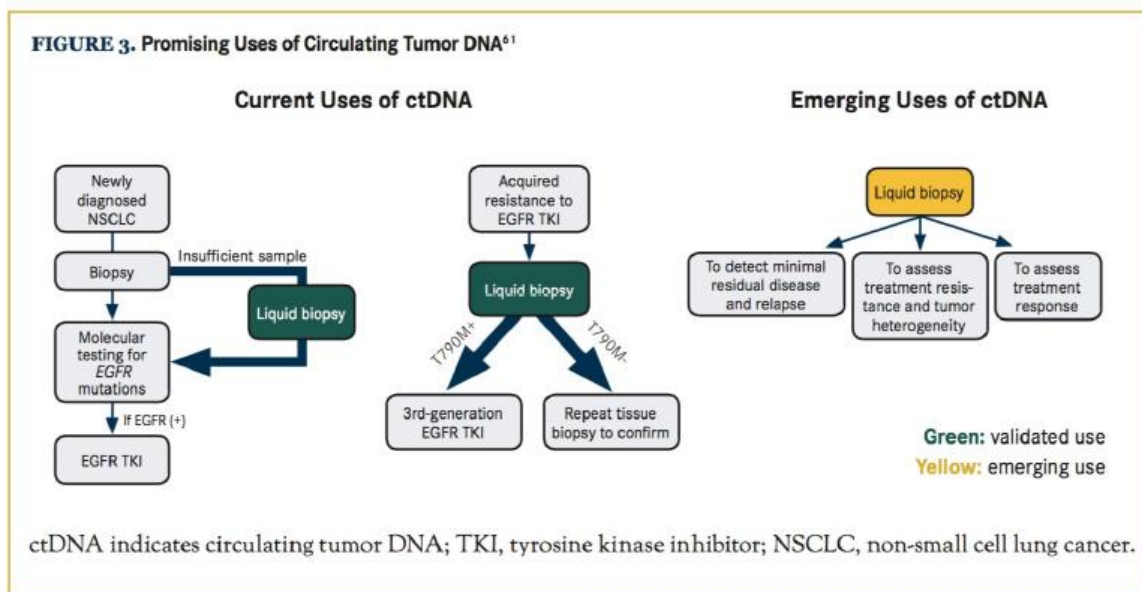 FIGURE 3. Promising Uses of Circulating Tumor DNA⁶¹
Current Uses of ctDNA
Newly
diagnosed
NSCLC
Biopsy
Insufficient sample
Liquid biopsy
Molecular
testing for
EGFR
mutations
If EGFR (+)
EGFR TKI
Acquired
resistance to
EGFR TKI
Liquid biopsy
T790M+
T790M-
3rd-generation
EGFR TKI
Repeat tissue
biopsy to confirm
Emerging Uses of ctDNA
Liquid biopsy
To detect minimal
residual disease
and relapse
To assess
treatment resis-
tance and tumor
heterogeneity
To assess
treatment
response
Green: validated use
Yellow: emerging use
ctDNA indicates circulating tumor DNA; TKI, tyrosine kinase inhibitor; NSCLC, non-small cell lung cancer.